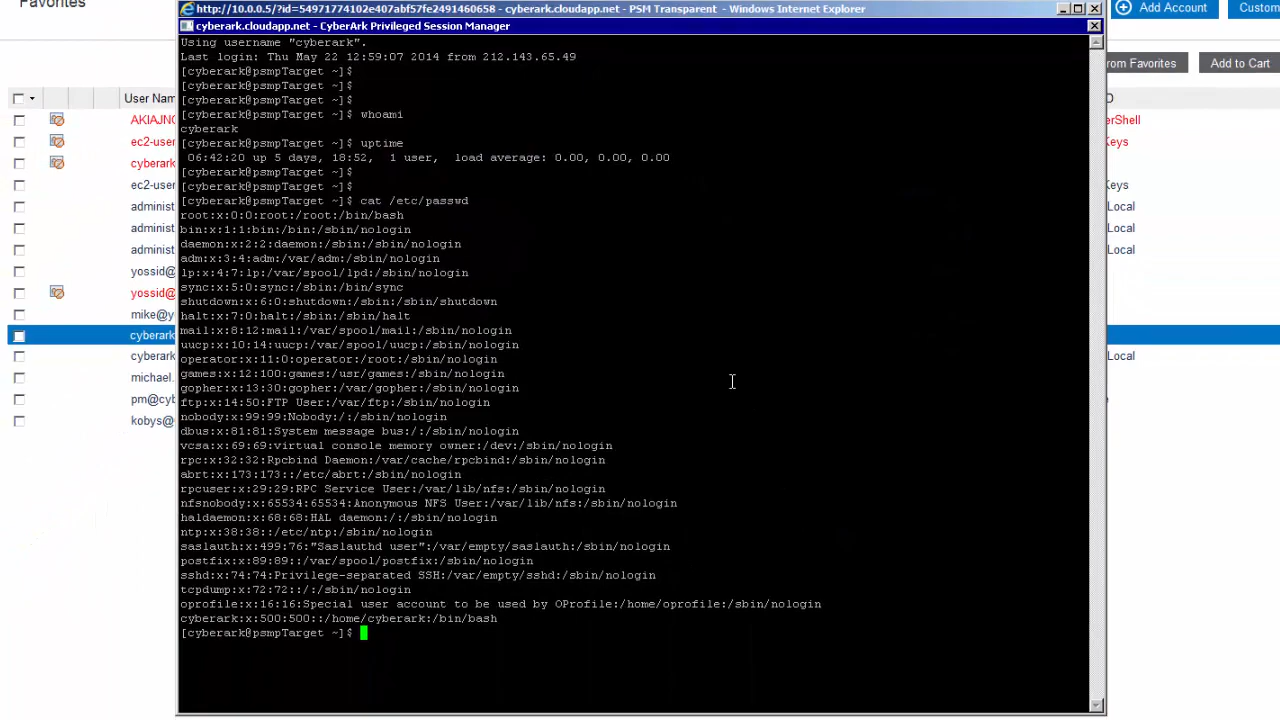 Favorites
http://10.0.0.5/?id=54971774102e407abf57fe2491460658 - cyberark.cloudapp.net - PSM Transparent - Windows Internet Explorer
Add Account
Custom
cyberark.cloudapp.net - CyberArk Privileged Session Manager
from Favorites
Add to Cart
User Nam
AKIAJNO
ec2-user
cyberark
ec2-user
administ
administ
administ
yossid@
yossid@
mike@y
cyberark
cyberark
michael.
pm@cy
kobys@
Using username "cyberark".
Last login: Thu May 22 12:59:07 2014 from 212.143.65.49
[cyberark@psmpTarget ~]$
[cyberark@psmpTarget ~]$
[cyberark@psmpTarget ~]$
[cyberark@psmpTarget ~]$ whoami
cyberark
[cyberark@psmpTarget ~]$ uptime
06:42:20 up 5 days, 18:52, 1 user, load average: 0.00, 0.00, 0.00
[cyberark@psmpTarget ~]$
[cyberark@psmpTarget ~]$
[cyberark@psmpTarget ~]$ cat /etc/passwd
root:x:0:0:root:/root:/bin/bash
bin:x:1:1:bin:/bin:/sbin/nologin
daemon:x:2:2:daemon:/sbin:/sbin/nologin
adm:x:3:4:adm:/var/adm:/sbin/nologin
lp:x:4:7:lp:/var/spool/lpd:/sbin/nologin
sync:x:5:0:sync:/sbin:/bin/sync
shutdown:x:6:0:shutdown:/sbin:/sbin/shutdown
halt:x:7:0:halt:/sbin:/sbin/halt
mail:x:8:12:mail:/var/spool/mail:/sbin/nologin
uucp:x:10:14:uucp:/var/spool/uucp:/sbin/nologin
operator:x:11:0:operator:/root:/sbin/nologin
games:x:12:100:games:/usr/games:/sbin/nologin
gopher:x:13:30:gopher:/var/gopher:/sbin/nologin
ftp:x:14:50:FTP User:/var/ftp:/sbin/nologin
nobody:x:99:99:Nobody:/:/sbin/nologin
dbus:x:81:81:System message bus:/:/sbin/nologin
vcsa:x:69:69:virtual console memory owner:/dev:/sbin/nologin
rpc:x:32:32:Rpcbind Daemon:/var/cache/rpcbind:/sbin/nologin
abrt:x:173:173::/etc/abrt:/sbin/nologin
rpcuser:x:29:29:RPC Service User:/var/lib/nfs:/sbin/nologin
nfsnobody:x:65534:65534:Anonymous NFS User:/var/lib/nfs:/sbin/nologin
haldaemon:x:68:68:HAL daemon:/:/sbin/nologin
ntp:x:38:38::/etc/ntp:/sbin/nologin
saslauth:x:499:76:"Saslauthd user":/var/empty/saslauth:/sbin/nologin
postfix:x:89:89::/var/spool/postfix:/sbin/nologin
sshd:x:74:74:Privilege-separated SSH:/var/empty/sshd:/sbin/nologin
tcpdump:x:72:72::/:/sbin/nologin
oprofile:x:16:16:Special user account to be used by OProfile:/home/oprofile:/sbin/nologin
cyberark:x:500:500::/home/cyberark:/bin/bash
[cyberark@psmpTarget ~]$
D
erShell
Keys
Keys
Local
Local
Local
Local